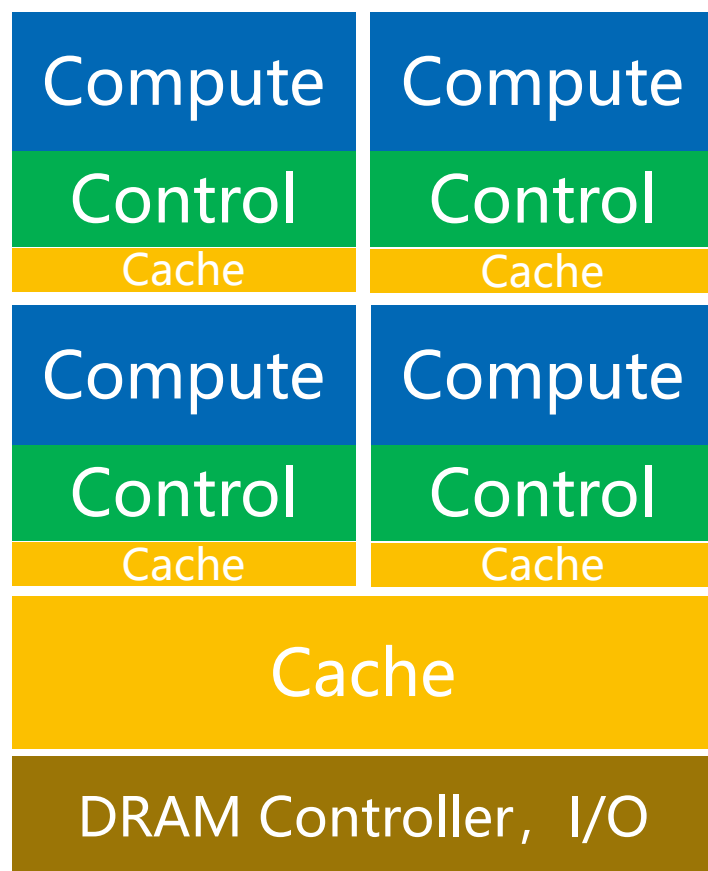 Compute
Control
Cache
Compute
Control
Cache
Compute
Control
Cache
Compute
Control
Cache
Cache
DRAM Controller，I/O